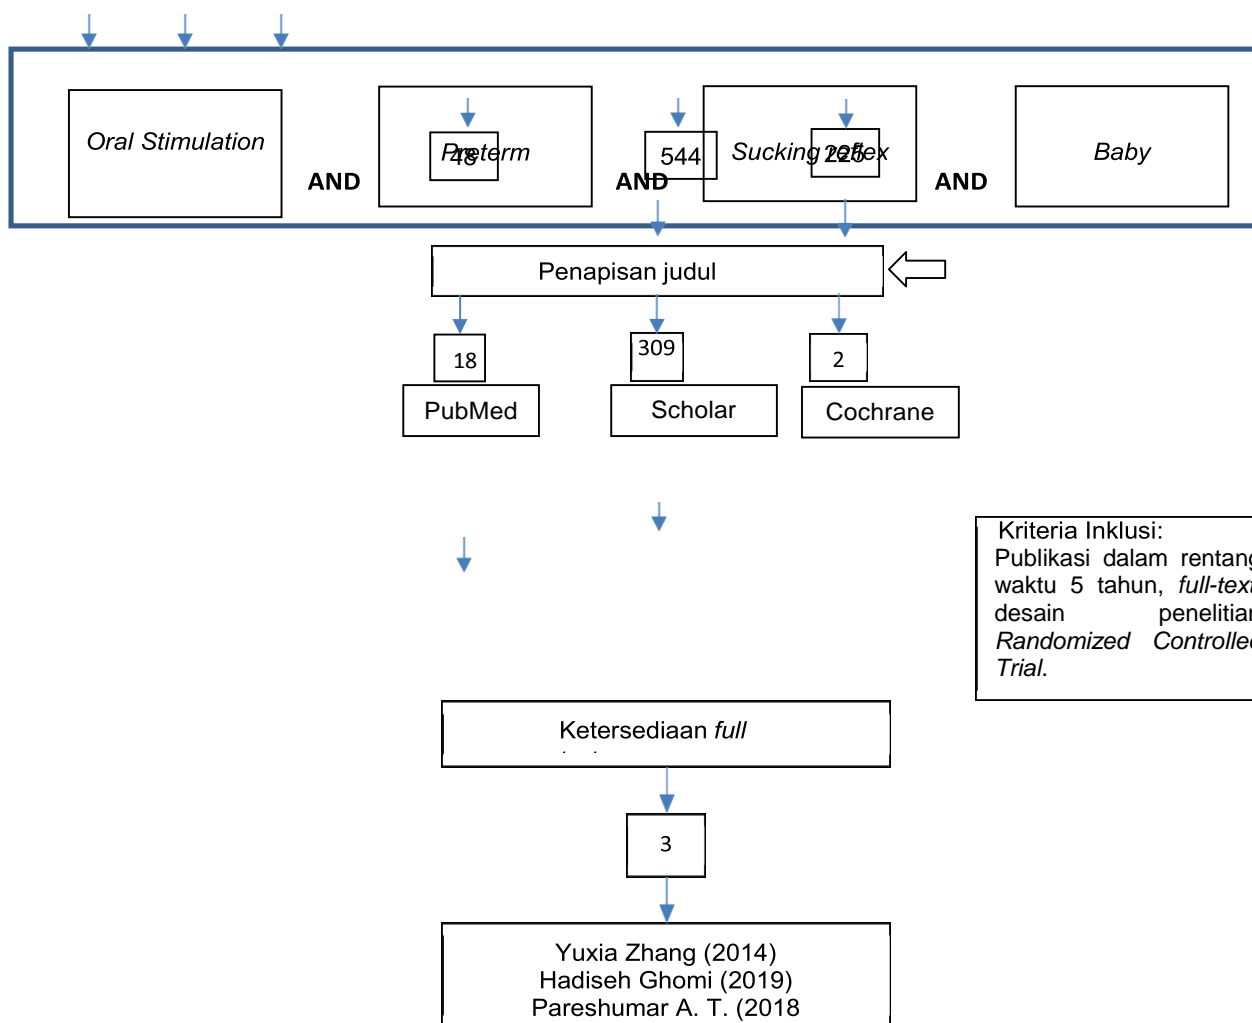 Oral Stimulation
Preterm
Sucking reflex
Baby
AND
AND
AND
48
544
225
Penapisan judul
18
309
2
PubMed
Scholar
Cochrane
Kriteria Inklusi:
Publikasi dalam rentang
waktu 5 tahun, full-text
desain penelitian
Randomized Controlled
Trial.
Ketersediaan full
3
Yuxia Zhang (2014)
Hadiseh Ghomi (2019)
Pareshumar A. T. (2018